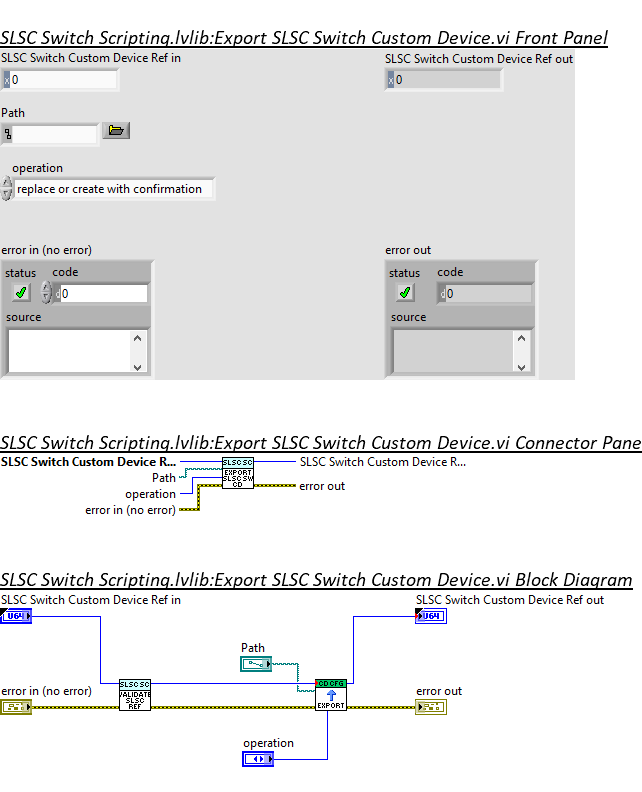 SLSC Switch Scripting.lvlib:Export SLSC Switch Custom Device.vi Front Panel
SLSC Switch Custom Device Ref in
SLSC Switch Custom Device Ref out
x 0
x 0
Path
operation
replace or create with confirmation
error in (no error)
error out
status code
status code
d 0
d 0
source
source
SLSC Switch Scripting.lvlib:Export SLSC Switch Custom Device.vi Connector Pane
SLSC Switch Custom Device R...
SLSC SC
EXPORT
SLSC SW
CD
SLSC Switch Custom Device R...
Path
operation
error out
error in (no error)
SLSC Switch Scripting.lvlib:Export SLSC Switch Custom Device.vi Block Diagram
SLSC Switch Custom Device Ref in
SLSC Switch Custom Device Ref out
U64
U64
Path
error in (no error)
SLSC SC
VALIDATE
SLSC
REF
CD CFG
EXPORT
error out
operation